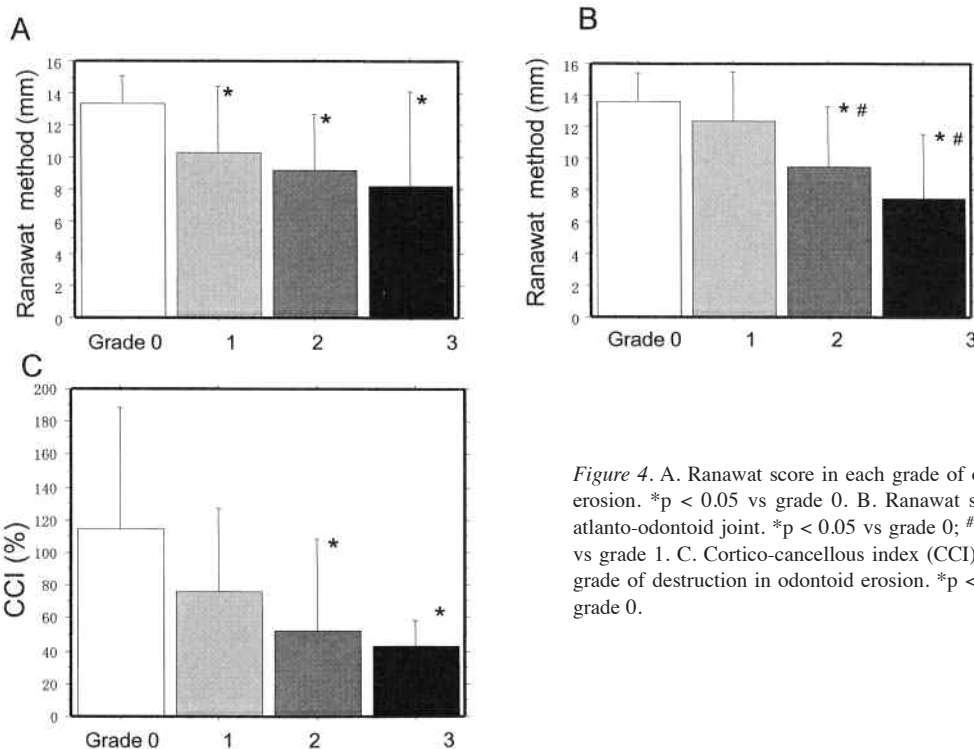 A
Ranawat method (mm)
16
14
12
10
8
6
4
2
0
*
*
*
Grade 0 1 2 3
B
Ranawat method (mm)
16
14
12
10
8
6
4
2
0
* #
* #
Grade 0 1 2 3
C
CCI (%)
200
180
160
140
120
100
80
60
40
20
0
*
*
Grade 0 1 2 3
Figure 4. A. Ranawat score in each grade of
erosion. *p < 0.05 vs grade 0. B. Ranawat
atlanto-odontoid joint. *p < 0.05 vs grade 0; #
vs grade 1. C. Cortico-cancellous index (CCI)
grade of destruction in odontoid erosion. *p <
grade 0.